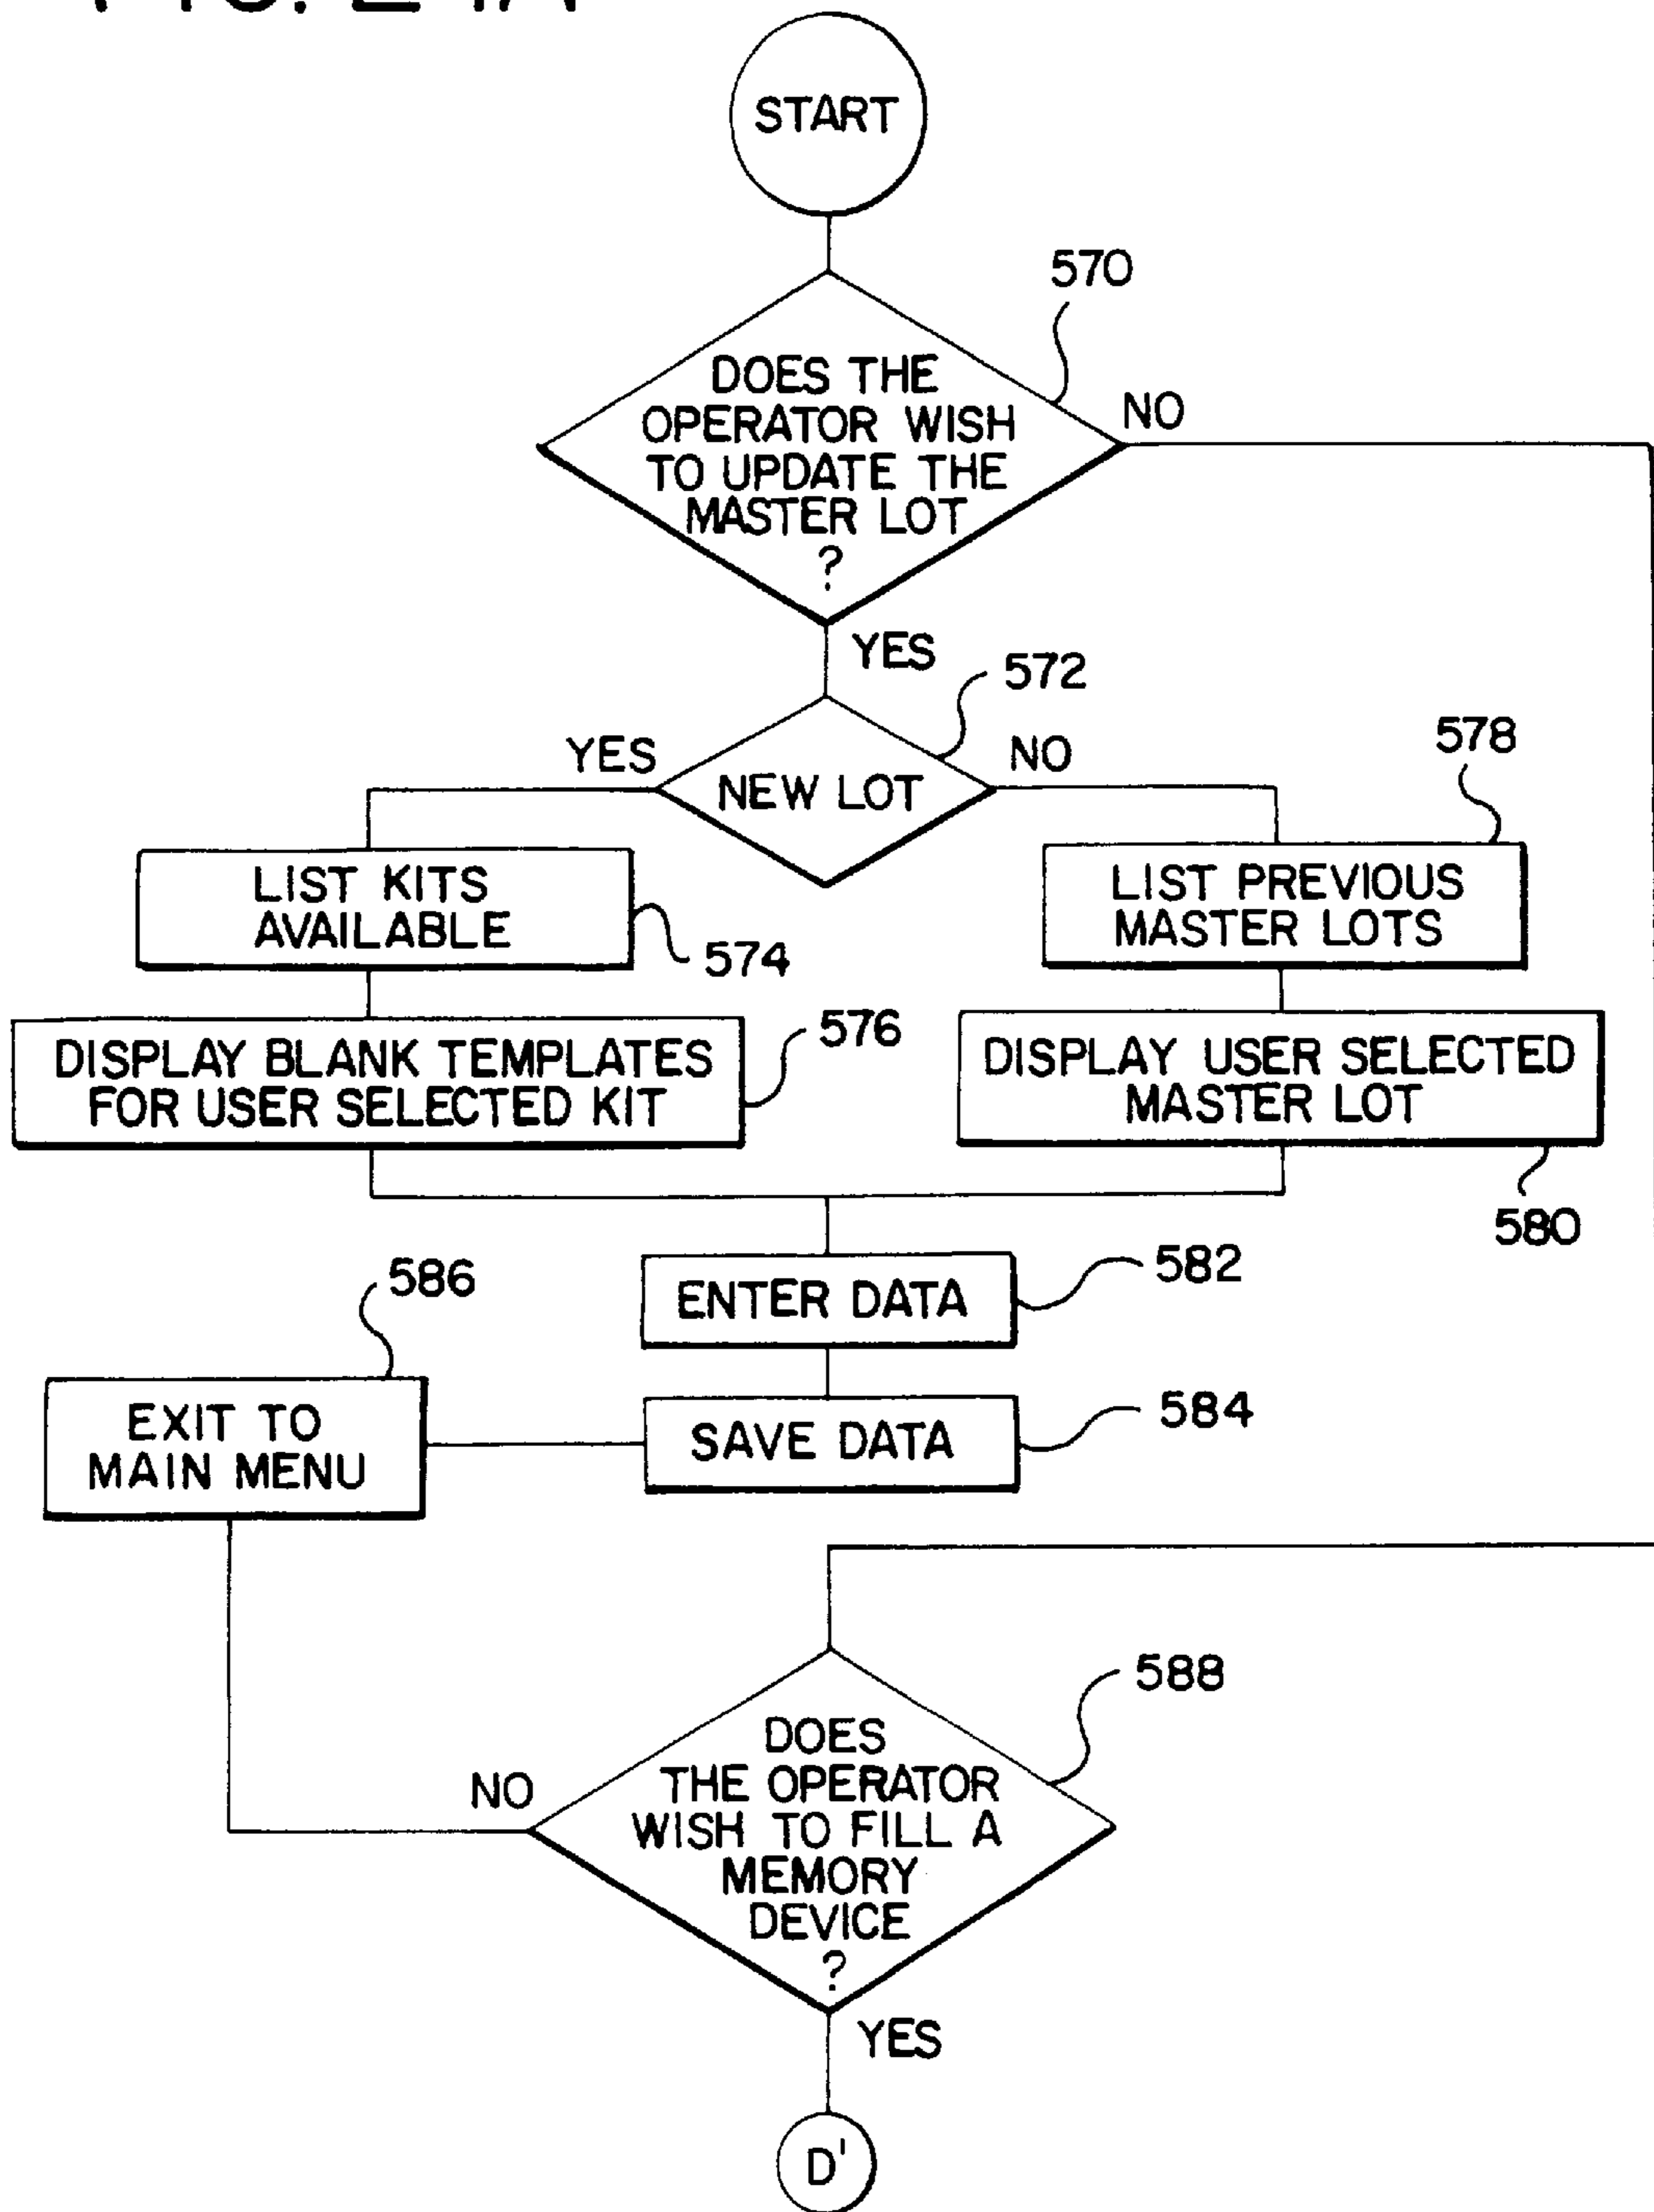 START
570
DOES THE
OPERATOR WISH
TO UPDATE THE
MASTER LOT
?
NO
YES
572
NEW LOT
YES
NO
578
LIST KITS
AVAILABLE
574
LIST PREVIOUS
MASTER LOTS
DISPLAY BLANK TEMPLATES
FOR USER SELECTED KIT
576
DISPLAY USER SELECTED
MASTER LOT
580
ENTER DATA
582
586
EXIT TO
MAIN MENU
SAVE DATA
584
588
DOES
THE OPERATOR
WISH TO FILL A
MEMORY
DEVICE
?
NO
YES
D'